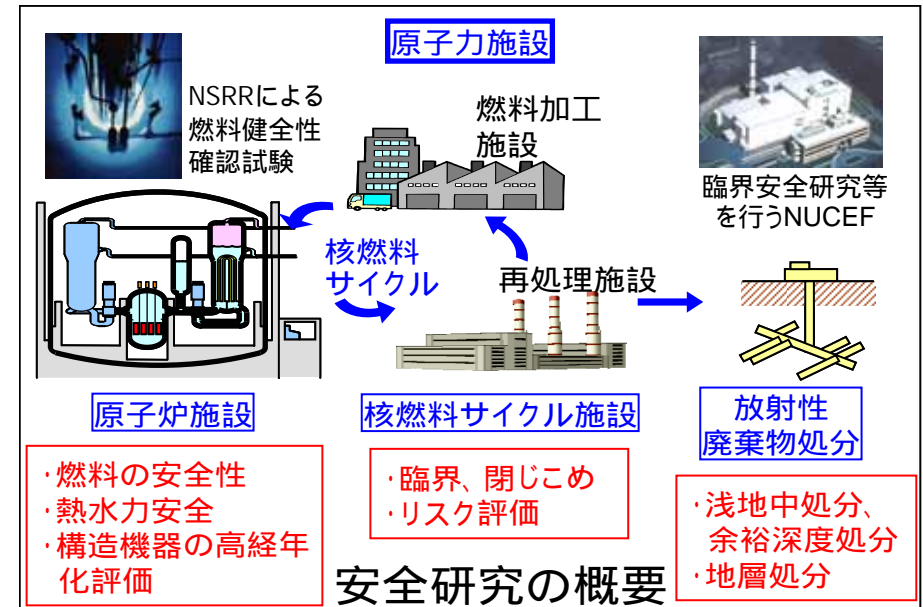 原子力施設
NSRRによる
燃料健全性
確認試験
燃料加工
施設
臨界安全研究等
を行うNUCEF
核燃料
サイクル
再処理施設
原子炉施設
核燃料サイクル施設
放射性
廃棄物処分
・燃料の安全性
・熱水力安全
・構造機器の高経年
化評価
・臨界、閉じこめ
・リスク評価
・浅地中処分、
余裕深度処分
・地層処分
安全研究の概要